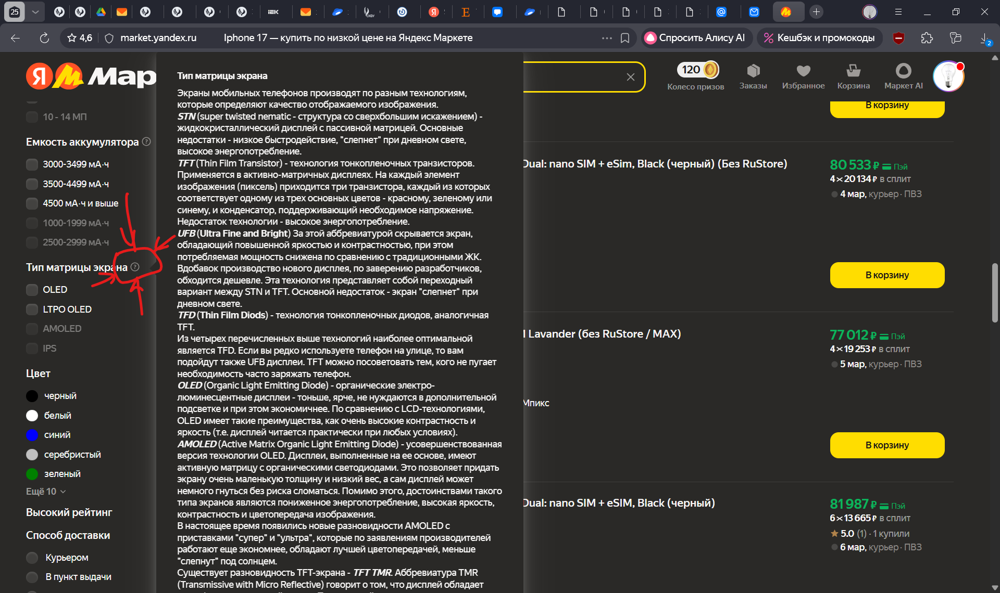 25
iEK
СКФУ
Я
E
4,6
market.yandex.ru
Iphone 17 — купить по низкой цене на Яндекс Маркете
Спросить Алису AI
Кешбэк и промокоды
2
Я М Мар
120
Колесо призов
Заказы
Избранное
Корзина
Маркет AI
10 - 14 МП
Емкость аккумулятора ?
3000-3499 мА·ч
3500-4499 мА·ч
4500 мА·ч и выше
1000-1999 мА·ч
2500-2999 мА·ч
Тип матрицы экрана ?
OLED
LTPO OLED
AMOLED
IPS
Цвет
черный
белый
синий
серебристый
зеленый
Ещё 10
Высокий рейтинг
Способ доставки
Курьером
В пункт выдачи
Тип матрицы экрана
Экраны мобильных телефонов производят по разным технологиям,
которые определяют качество отображаемого изображения.
STN (super twisted nematic - структура со сверхбольшим искажением) -
жидкокристаллический дисплей с пассивной матрицей. Основные
недостатки - низкое быстродействие, "слепнет" при дневном свете,
высокое энергопотребление.
TFT (Thin Film Transistor) - технология тонкопленочных транзисторов.
Применяется в активно-матричных дисплеях. На каждый элемент
изображения (пиксель) приходится три транзистора, каждый из которых
соответствует одному из трех основных цветов - красному, зеленому или
синему, и конденсатор, поддерживающий необходимое напряжение.
Недостаток технологии - высокое энергопотребление.
UFB (Ultra Fine and Bright) За этой аббревиатурой скрывается экран,
обладающий повышенной яркостью и контрастностью, при этом
потребляемая мощность снижена по сравнению с традиционными ЖК.
Вдобавок производство нового дисплея, по заверению разработчиков,
обходится дешевле. Эта технология представляет собой переходный
вариант между STN и TFT. Основной недостаток - экран "слепнет" при
дневном свете.
TFD (Thin Film Diods) - технология тонкопленочных диодов, аналогичная
TFT.
Из четырех перечисленных выше технологий наиболее оптимальной
является TFD. Если вы редко используете телефон на улице, то вам
подойдут также UFB дисплеи. TFT можно посоветовать тем, кого не пугает
необходимость часто заряжать телефон.
OLED (Organic Light Emitting Diode) - органические электро-
люминесцентные дисплеи - тоньше, ярче, не нуждаются в дополнительной
подсветке и при этом экономичнее. По сравнению с LCD-технологиями,
OLED имеет такие преимущества, как очень высокие контрастность и
яркость (т.е. дисплей читается практически при любых условиях).
AMOLED (Active Matrix Organic Light Emitting Diode) - усовершенствованная
версия технологии OLED. Дисплеи, выполненные на ее основе, имеют
активную матрицу с органическими светодиодами. Это позволяет придать
экрану очень маленькую толщину и низкий вес, а сам дисплей может
немного гнуться без риска сломаться. Помимо этого, достоинствами такого
типа экранов являются пониженное энергопотребление, высокая яркость,
контрастность и цветопередача изображения.
В настоящее время появились новые разновидности AMOLED с
приставками "супер" и "ультра", которые по заявлениям производителей
работают еще экономнее, обладают лучшей цветопередачей, меньше
"слепнут" под солнцем.
Существует разновидность TFT-экрана - TFT TMR. Аббревиатура TMR
(Transmissive with Micro Reflective) говорит о том, что дисплей обладает
В корзину
Dual: nano SIM + eSim, Black (черный) (Без RuStore)
80 533 ₽ Пэй
4 × 20 134 ₽ в сплит
4 мар, курьер · ПВЗ
В корзину
l Lavander (без RuStore / MAX)
77 012 ₽ Пэй
4 × 19 253 ₽ в сплит
5 мар, курьер · ПВЗ
Мпикс
В корзину
Dual: nano SIM + eSIM, Black (черный)
81 987 ₽ Пэй
6 × 13 665 ₽ в сплит
5.0 (1) · 1 купили
6 мар, курьер · ПВЗ